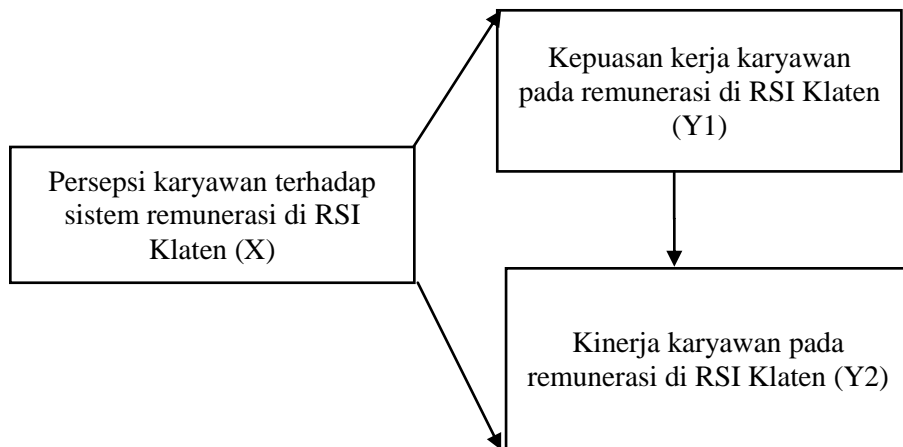 Kepuasan kerja karyawan
pada remunerasi di RSI Klaten
(Y1)
Persepsi karyawan terhadap
sistem remunerasi di RSI
Klaten (X)
Kinerja karyawan pada
remunerasi di RSI Klaten (Y2)